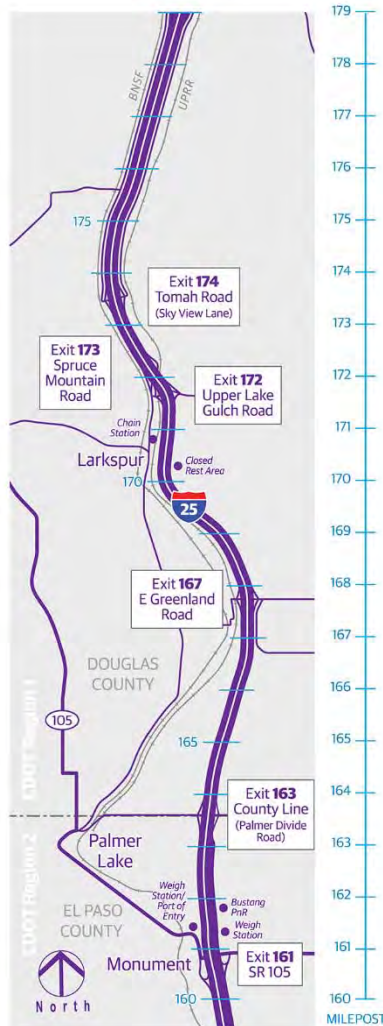 179
178
177
176
175
174
173
172
171
170
169
168
167
166
165
164
163
162
161
160
MILEPOST
BNSF
UPRR
175
Exit 174
Tomah Road
(Sky View Lane)
Exit 173
Spruce
Mountain
Road
Exit 172
Upper Lake
Gulch Road
Chain
Station
Larkspur
Closed
Rest Area
170
25
Exit 167
E Greenland
Road
DOUGLAS
COUNTY
105
165
CDOT Region 1
Exit 163
County Line
(Palmer Divide
Road)
CDOT Region 2
Palmer
Lake
Weigh
Station/
Port of
Entry
Bustang
PnR
Weigh
Station
EL PASO
COUNTY
Monument
Exit 161
SR 105
160
North